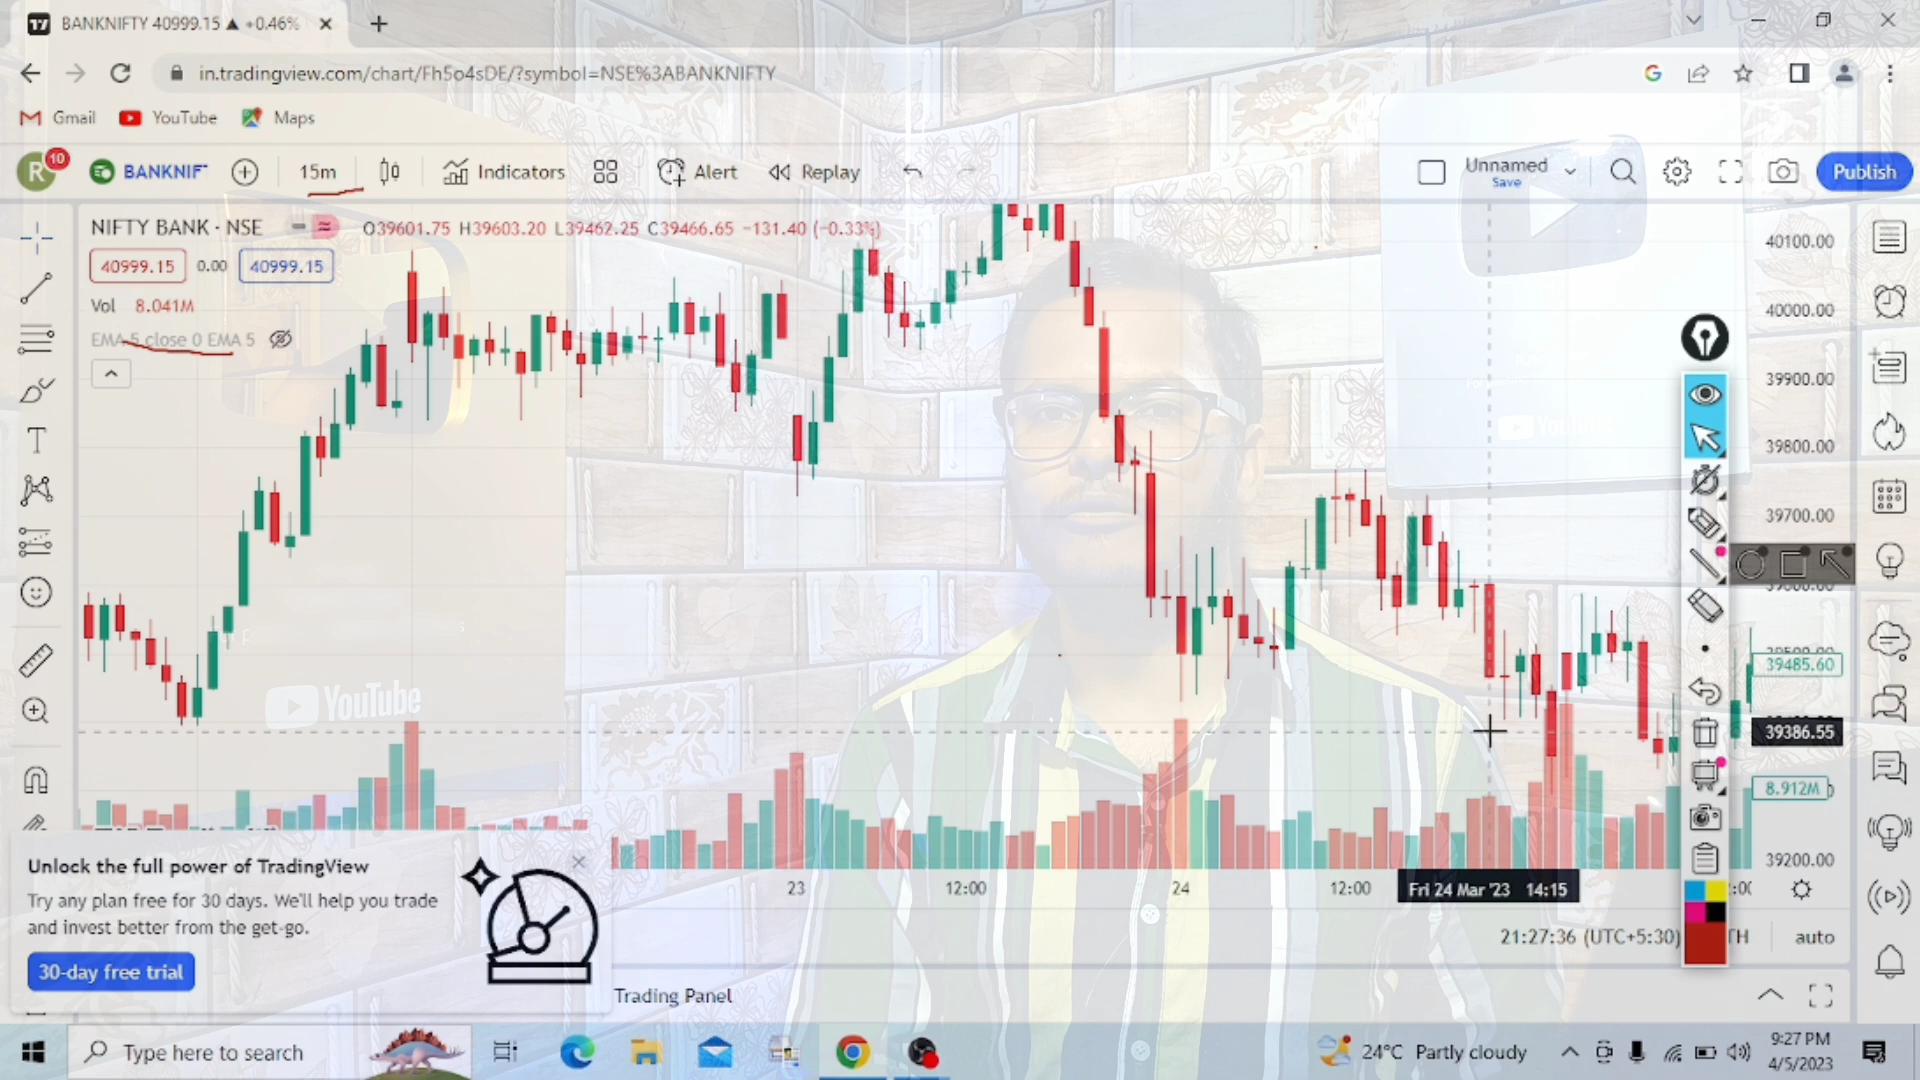 BANKNIFTY 40999.15 ▲ +0.46%
in.tradingview.com/chart/Fh5o4sDE/?symbol=NSE%3ABANKNIFTY
Gmail YouTube Maps
R 10 BANKNIF 15m Indicators Alert Replay Unnamed Save Publish
NIFTY BANK · NSE O39601.75 H39603.20 L39462.25 C39466.65 −131.40 (−0.33%)
40999.15 0.00 40999.15
Vol 8.041M
EMA 5 close 0 EMA 5
40100.00
40000.00
39900.00
39800.00
39700.00
39485.60
39386.55
8.912M
39200.00
YouTube
23 12:00 24 12:00 Fri 24 Mar '23 14:15
21:27:36 (UTC+5:30) auto
Unlock the full power of TradingView
Try any plan free for 30 days. We'll help you trade
and invest better from the get-go.
30-day free trial
Trading Panel
Type here to search 24°C Partly cloudy 9:27 PM
4/5/2023